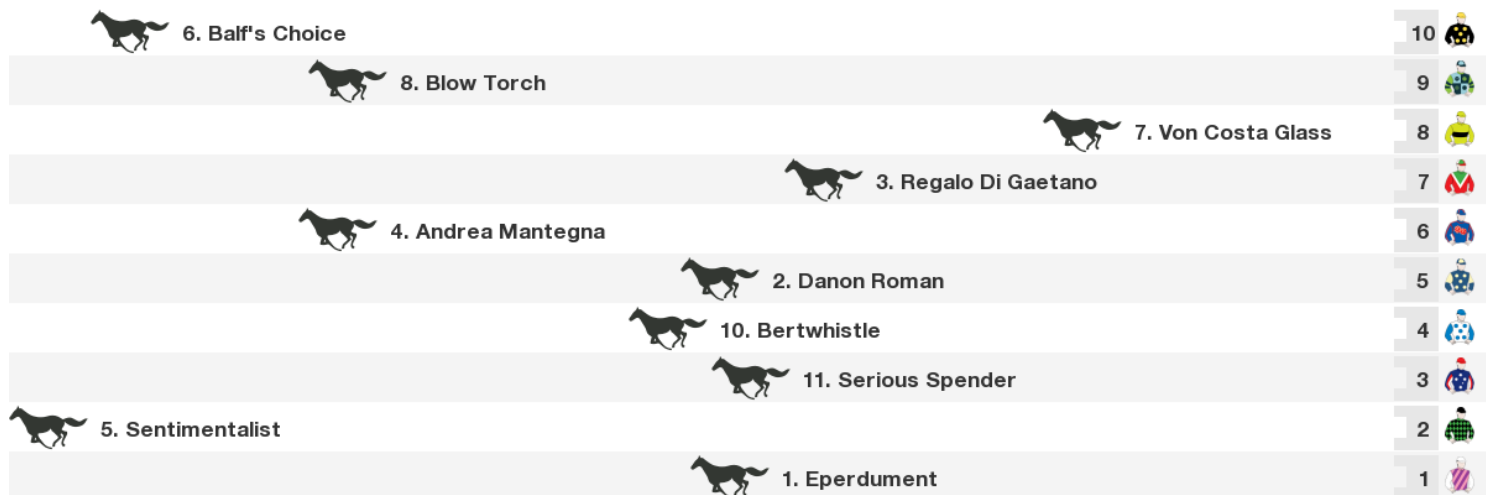 6. Balf's Choice 10
8. Blow Torch 9
7. Von Costa Glass 8
3. Regalo Di Gaetano 7
4. Andrea Mantegna 6
2. Danon Roman 5
10. Bertwhistle 4
11. Serious Spender 3
5. Sentimentalist 2
1. Eperdument 1